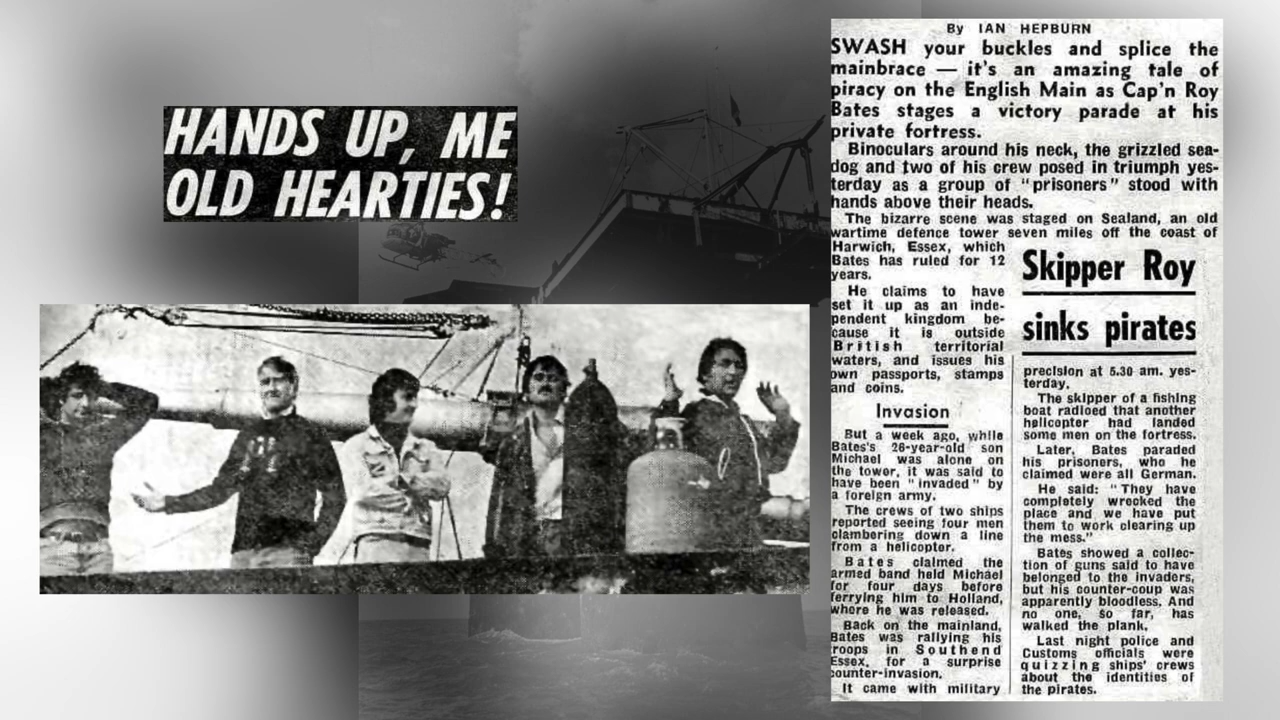 HANDS UP, ME
OLD HEARTIES!
By IAN HEPBURN
SWASH your buckles and splice the
mainbrace — it's an amazing tale of
piracy on the English Main as Cap'n Roy
Bates stages a victory parade at his
private fortress.
Binoculars around his neck, the grizzled sea-
dog and two of his crew posed in triumph yes-
terday as a group of "prisoners" stood with
hands above their heads.
The bizarre scene was staged on Sealand, an old
wartime defence tower seven miles off the coast of
Harwich, Essex, which
Bates has ruled for 12
years.
He claims to have
set it up as an inde-
pendent kingdom be-
cause it is outside
British territorial
waters, and issues his
own passports, stamps
and coins.
Invasion
But a week ago, while
Bates's 26-year-old son
Michael was alone on
the tower, it was said to
have been "invaded" by
a foreign army.
The crews of two ships
reported seeing four men
clambering down a line
from a helicopter.
Bates claimed the
armed band held Michael
for four days before
ferrying him to Holland,
where he was released.
Back on the mainland,
Bates was rallying his
troops in Southend
Essex, for a surprise
counter-invasion.
It came with military
Skipper Roy
sinks pirates
precision at 5.30 am. yes-
terday.
The skipper of a fishing
boat radioed that another
helicopter had landed
some men on the fortress.
Later, Bates paraded
his prisoners, who he
claimed were all German.
He said: "They have
completely wrecked the
place and we have put
them to work clearing up
the mess."
Bates showed a collec-
tion of guns said to have
belonged to the invaders,
but his counter-coup was
apparently bloodless. And
no one, so far, has
walked the plank.
Last night police and
Customs officials were
quizzing ships' crews
about the identities of
the pirates.